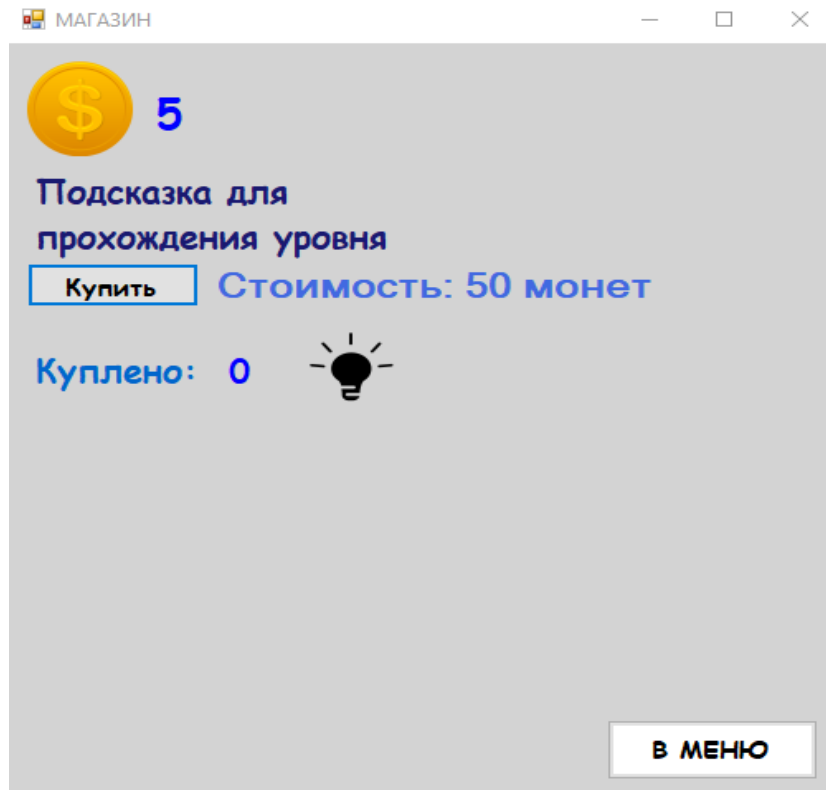 МАГАЗИН
$ 5
Подсказка для
прохождения уровня
Купить Стоимость: 50 монет
Куплено: 0
В МЕНЮ